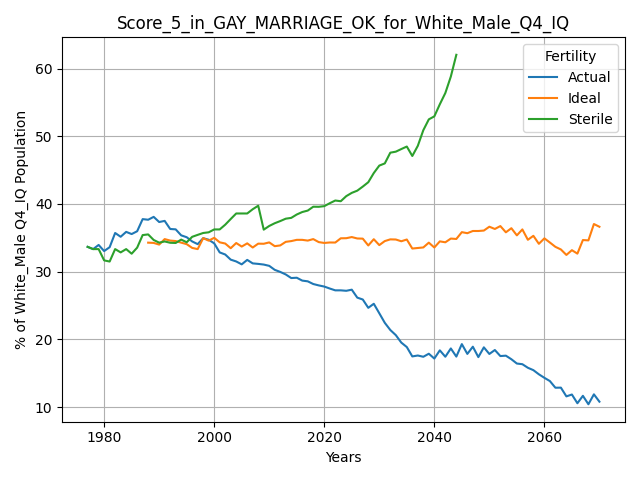 Score_5_in_GAY_MARRIAGE_OK_for_White_Male_Q4_IQ
% of White_Male Q4_IQ Population
60
50
40
30
20
10
Fertility
Actual
Ideal
Sterile
1980
2000
2020
2040
2060
Years